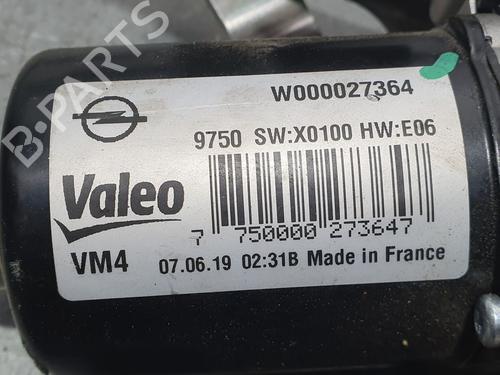 W000027364
9750 SW:X0100 HW:E06
Valeo
7 750000 273647
VM4 07.06.19 02:31B Made in France
B-PARTS